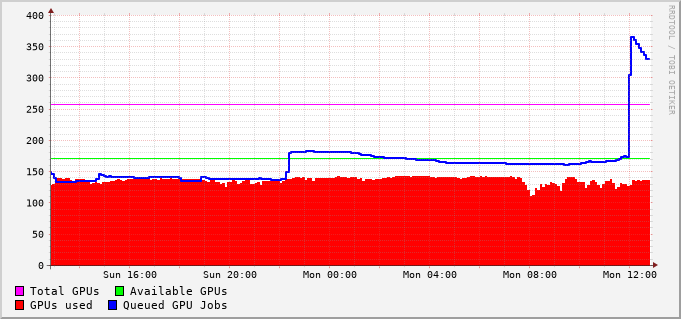 400
350
300
250
200
150
100
50
0
Sun 16:00 Sun 20:00 Mon 00:00 Mon 04:00 Mon 08:00 Mon 12:00
Total GPUs Available GPUs
GPUs used Queued GPU Jobs
RRDTOOL / TOBI OETIKER